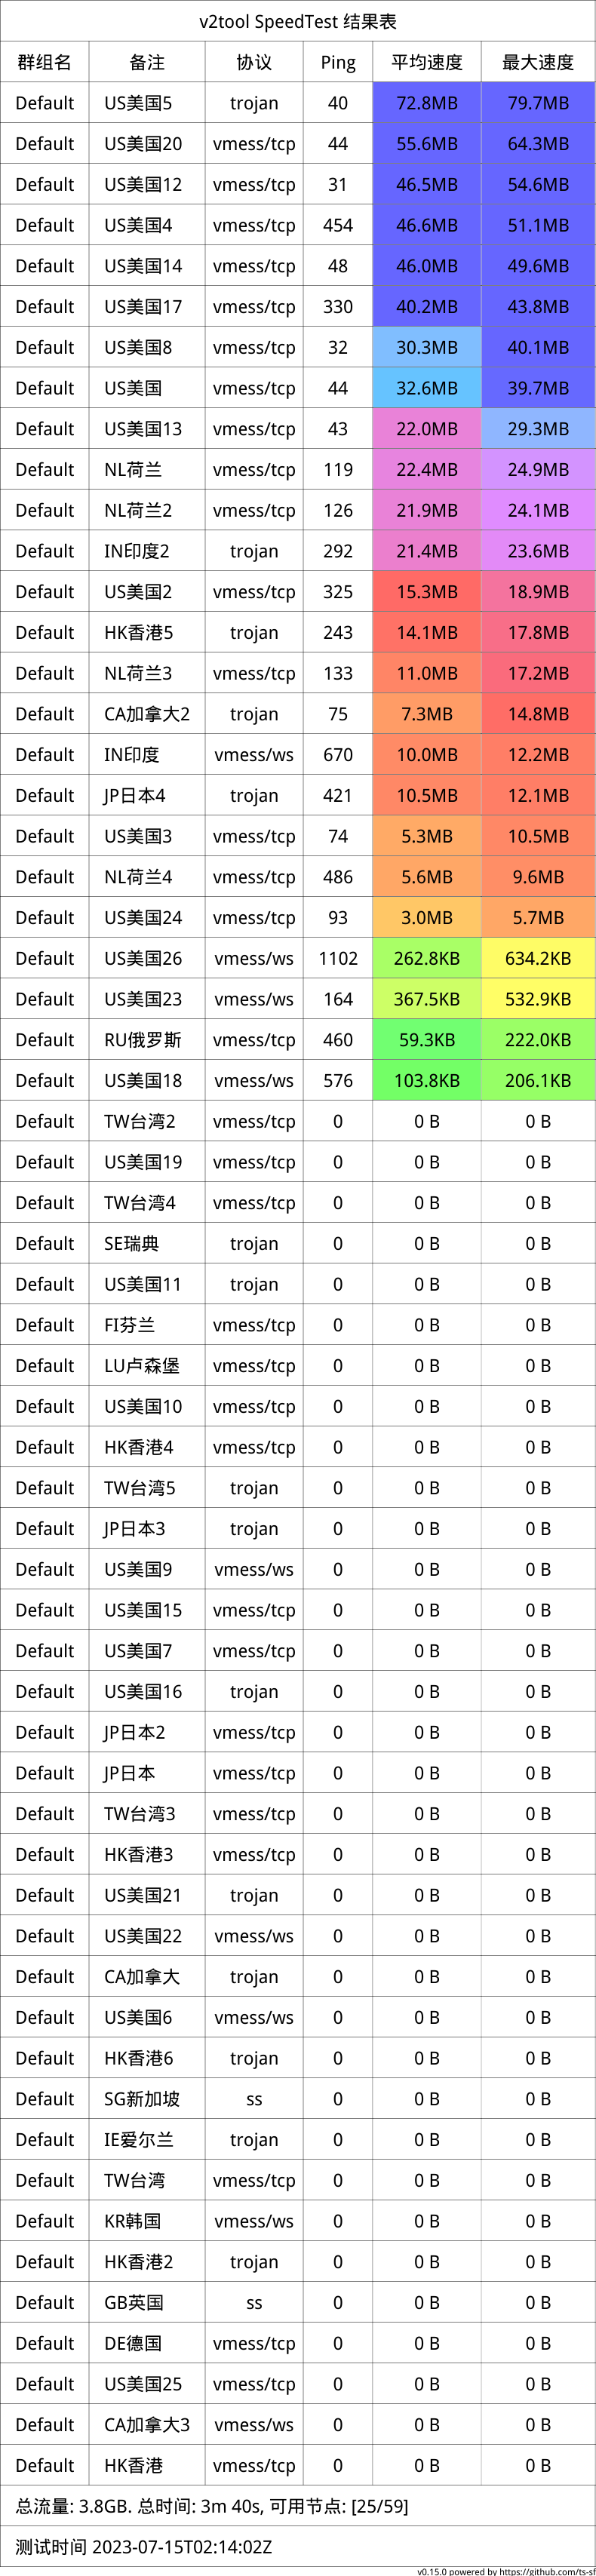 v2tool SpeedTest 结果表
群组名 备注 协议 Ping 平均速度 最大速度
Default US美国5 trojan 40 72.8MB 79.7MB
Default US美国20 vmess/tcp 44 55.6MB 64.3MB
Default US美国12 vmess/tcp 31 46.5MB 54.6MB
Default US美国4 vmess/tcp 454 46.6MB 51.1MB
Default US美国14 vmess/tcp 48 46.0MB 49.6MB
Default US美国17 vmess/tcp 330 40.2MB 43.8MB
Default US美国8 vmess/tcp 32 30.3MB 40.1MB
Default US美国 vmess/tcp 44 32.6MB 39.7MB
Default US美国13 vmess/tcp 43 22.0MB 29.3MB
Default NL荷兰 vmess/tcp 119 22.4MB 24.9MB
Default NL荷兰2 vmess/tcp 126 21.9MB 24.1MB
Default IN印度2 trojan 292 21.4MB 23.6MB
Default US美国2 vmess/tcp 325 15.3MB 18.9MB
Default HK香港5 trojan 243 14.1MB 17.8MB
Default NL荷兰3 vmess/tcp 133 11.0MB 17.2MB
Default CA加拿大2 trojan 75 7.3MB 14.8MB
Default IN印度 vmess/ws 670 10.0MB 12.2MB
Default JP日本4 trojan 421 10.5MB 12.1MB
Default US美国3 vmess/tcp 74 5.3MB 10.5MB
Default NL荷兰4 vmess/tcp 486 5.6MB 9.6MB
Default US美国24 vmess/tcp 93 3.0MB 5.7MB
Default US美国26 vmess/ws 1102 262.8KB 634.2KB
Default US美国23 vmess/ws 164 367.5KB 532.9KB
Default RU俄罗斯 vmess/tcp 460 59.3KB 222.0KB
Default US美国18 vmess/ws 576 103.8KB 206.1KB
Default TW台湾2 vmess/tcp 0 0 B 0 B
Default US美国19 vmess/tcp 0 0 B 0 B
Default TW台湾4 vmess/tcp 0 0 B 0 B
Default SE瑞典 trojan 0 0 B 0 B
Default US美国11 trojan 0 0 B 0 B
Default FI芬兰 vmess/tcp 0 0 B 0 B
Default LU卢森堡 vmess/tcp 0 0 B 0 B
Default US美国10 vmess/tcp 0 0 B 0 B
Default HK香港4 vmess/tcp 0 0 B 0 B
Default TW台湾5 trojan 0 0 B 0 B
Default JP日本3 trojan 0 0 B 0 B
Default US美国9 vmess/ws 0 0 B 0 B
Default US美国15 vmess/tcp 0 0 B 0 B
Default US美国7 vmess/tcp 0 0 B 0 B
Default US美国16 trojan 0 0 B 0 B
Default JP日本2 vmess/tcp 0 0 B 0 B
Default JP日本 vmess/tcp 0 0 B 0 B
Default TW台湾3 vmess/tcp 0 0 B 0 B
Default HK香港3 vmess/tcp 0 0 B 0 B
Default US美国21 trojan 0 0 B 0 B
Default US美国22 vmess/ws 0 0 B 0 B
Default CA加拿大 trojan 0 0 B 0 B
Default US美国6 vmess/ws 0 0 B 0 B
Default HK香港6 trojan 0 0 B 0 B
Default SG新加坡 ss 0 0 B 0 B
Default IE爱尔兰 trojan 0 0 B 0 B
Default TW台湾 vmess/tcp 0 0 B 0 B
Default KR韩国 vmess/ws 0 0 B 0 B
Default HK香港2 trojan 0 0 B 0 B
Default GB英国 ss 0 0 B 0 B
Default DE德国 vmess/tcp 0 0 B 0 B
Default US美国25 vmess/tcp 0 0 B 0 B
Default CA加拿大3 vmess/ws 0 0 B 0 B
Default HK香港 vmess/tcp 0 0 B 0 B
总流量: 3.8GB. 总时间: 3m 40s, 可用节点: [25/59]
测试时间 2023-07-15T02:14:02Z
v0.15.0 powered by https://github.com/ts-sf